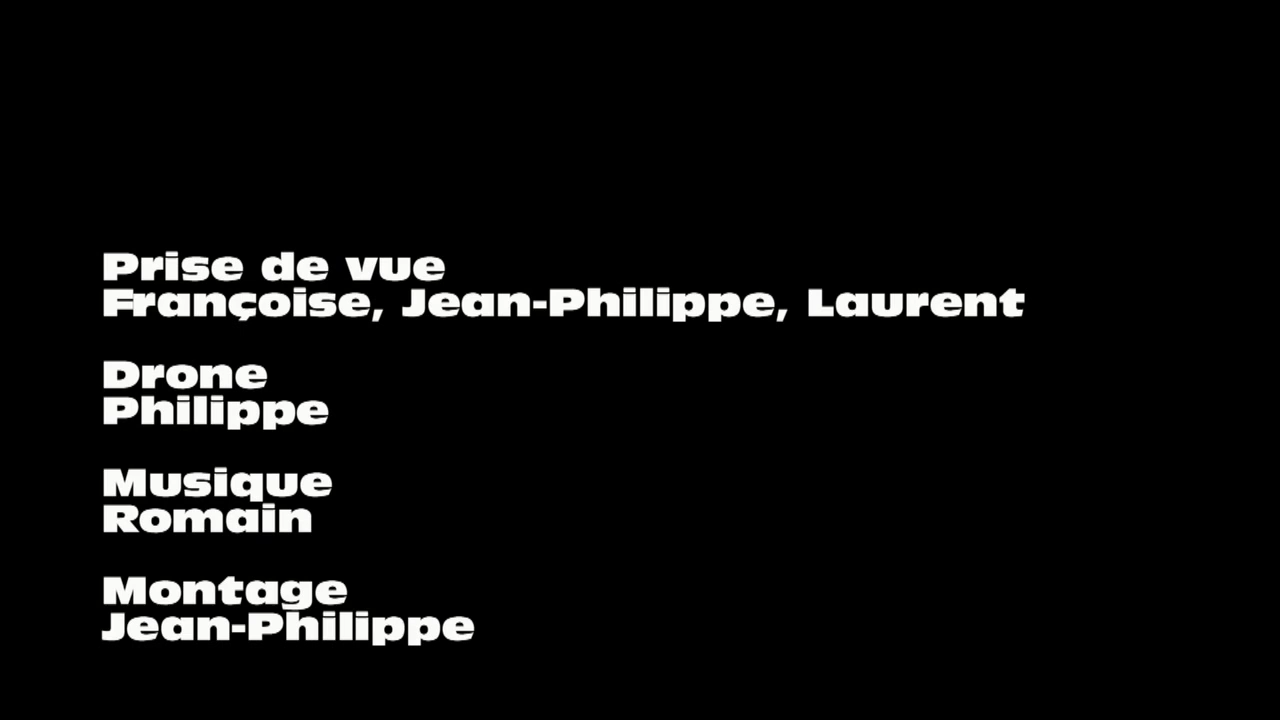 Prise de vue
Françoise, Jean-Philippe, Laurent
Drone
Philippe
Musique
Romain
Montage
Jean-Philippe